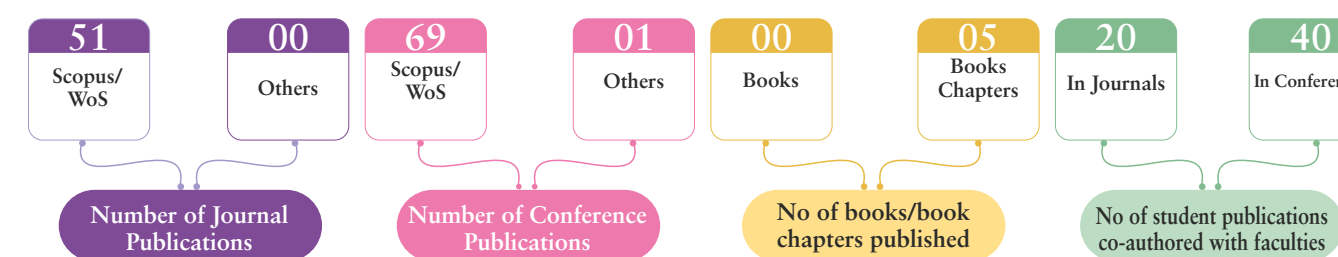 51
Scopus/
WoS
00
Others
Number of Journal
Publications
69
Scopus/
WoS
01
Others
Number of Conference
Publications
00
Books
05
Books
Chapters
No of books/book
chapters published
20
In Journals
40
In
No of student publications
co-authored with faculties